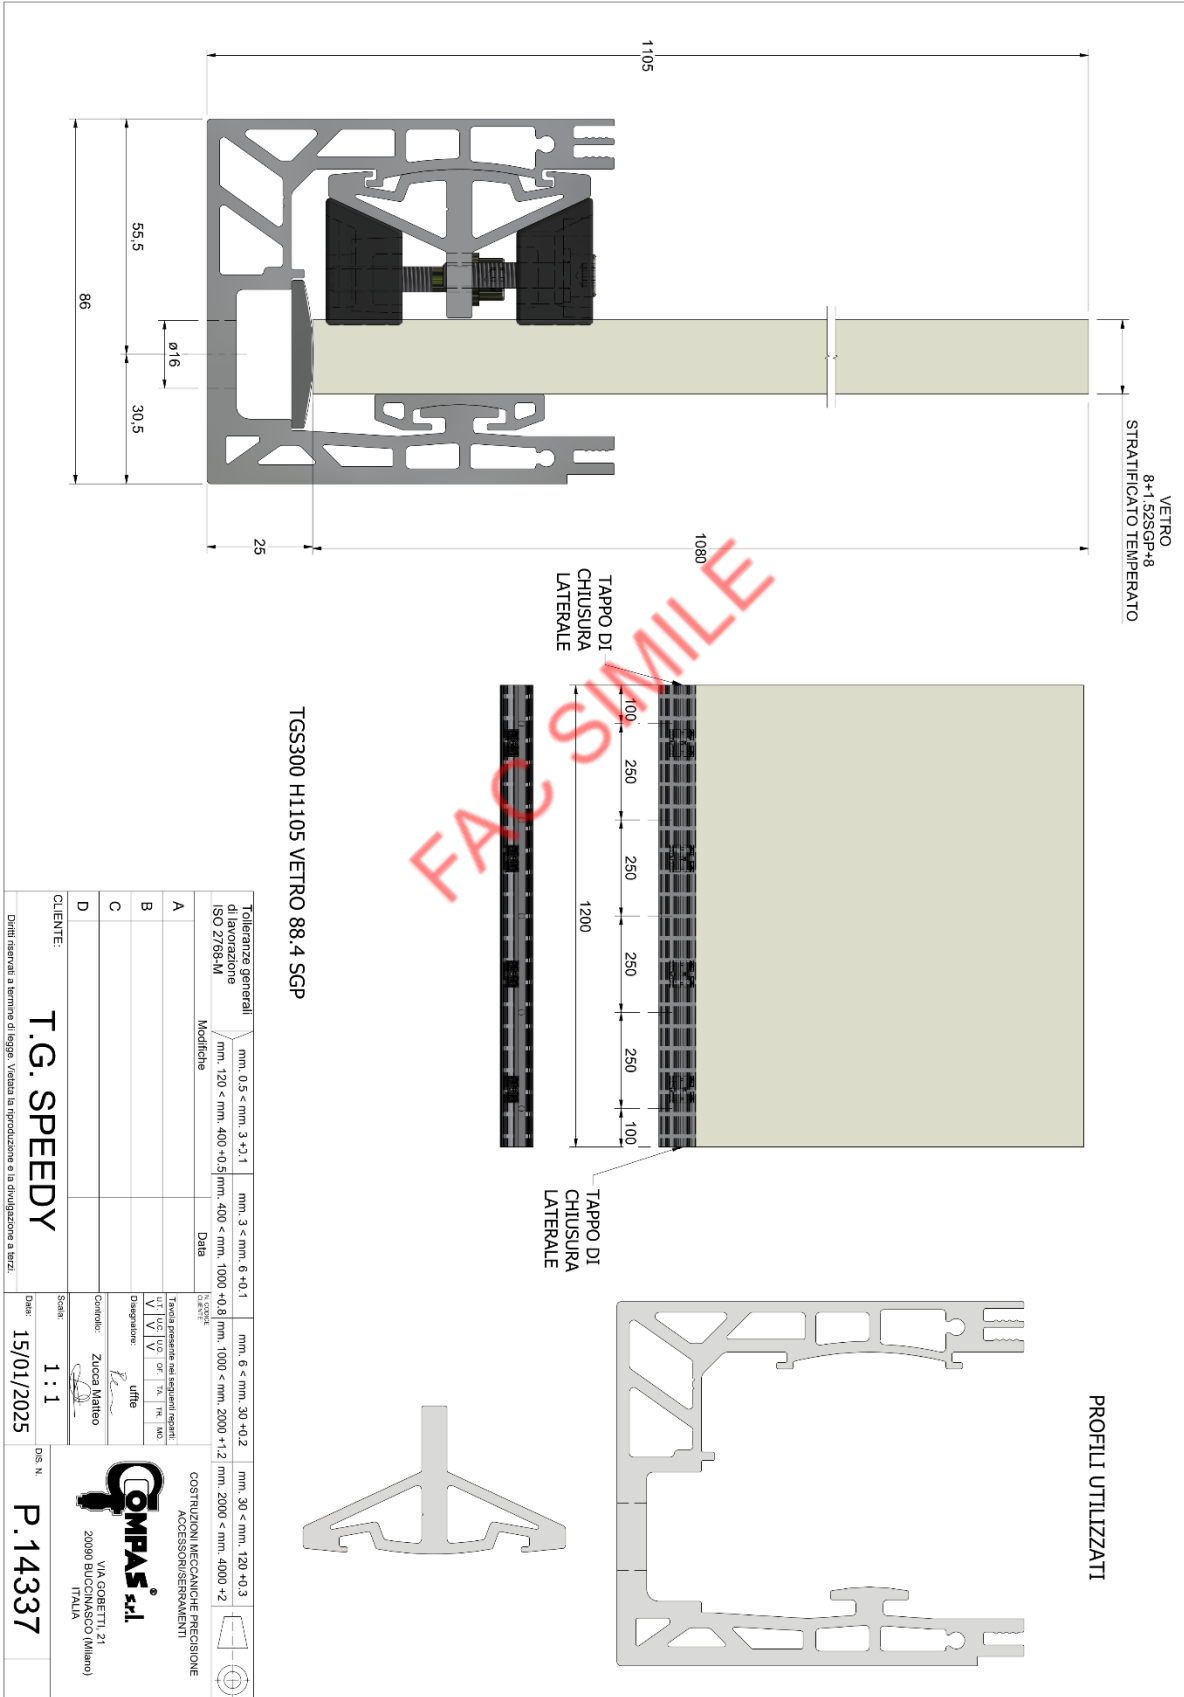 1105
55,5
86
ø16
30,5
25
1080
VETRO
8+1.52SGP+8
STRATIFICATO TEMPERATO
TAPPO DI
CHIUSURA
LATERALE
100
250
250
250
250
100
1200
TAPPO DI
CHIUSURA
LATERALE
FAC SIMILE
TGS300 H1105 VETRO 88.4 SGP
PROFILI UTILIZZATI
Tolleranze generali
di lavorazione
ISO 2768-M
mm. 0.5 < mm. 3 +0.1
mm. 3 < mm. 6 +0.1
mm. 6 < mm. 30 +0.2
mm. 30 < mm. 120 +0.3
mm. 120 < mm. 400 +0.5
mm. 400 < mm. 1000 +0.8
mm. 1000 < mm. 2000 +1.2
mm. 2000 < mm. 4000 +2
Modifiche
Data
A
B
C
D
N. CODICE
CLIENTE
Tavola presente nei seguenti reparti:
U.T. U.C. U.O. OF. TA. TR. MO.
V V V
Disegnatore: uffte
Controllo: Zucca Matteo
COSTRUZIONI MECCANICHE PRECISIONE
ACCESSORI/SERRAMENTI
COMPAS s.r.l.
®
VIA GOBETTI, 21
20090 BUCCINASCO (Milano)
ITALIA
CLIENTE:
T.G. SPEEDY
Scala: 1 : 1
Data: 15/01/2025
DIS. N. P.14337
Diritti riservati a termine di legge. Vietata la riproduzione e la divulgazione a terzi.